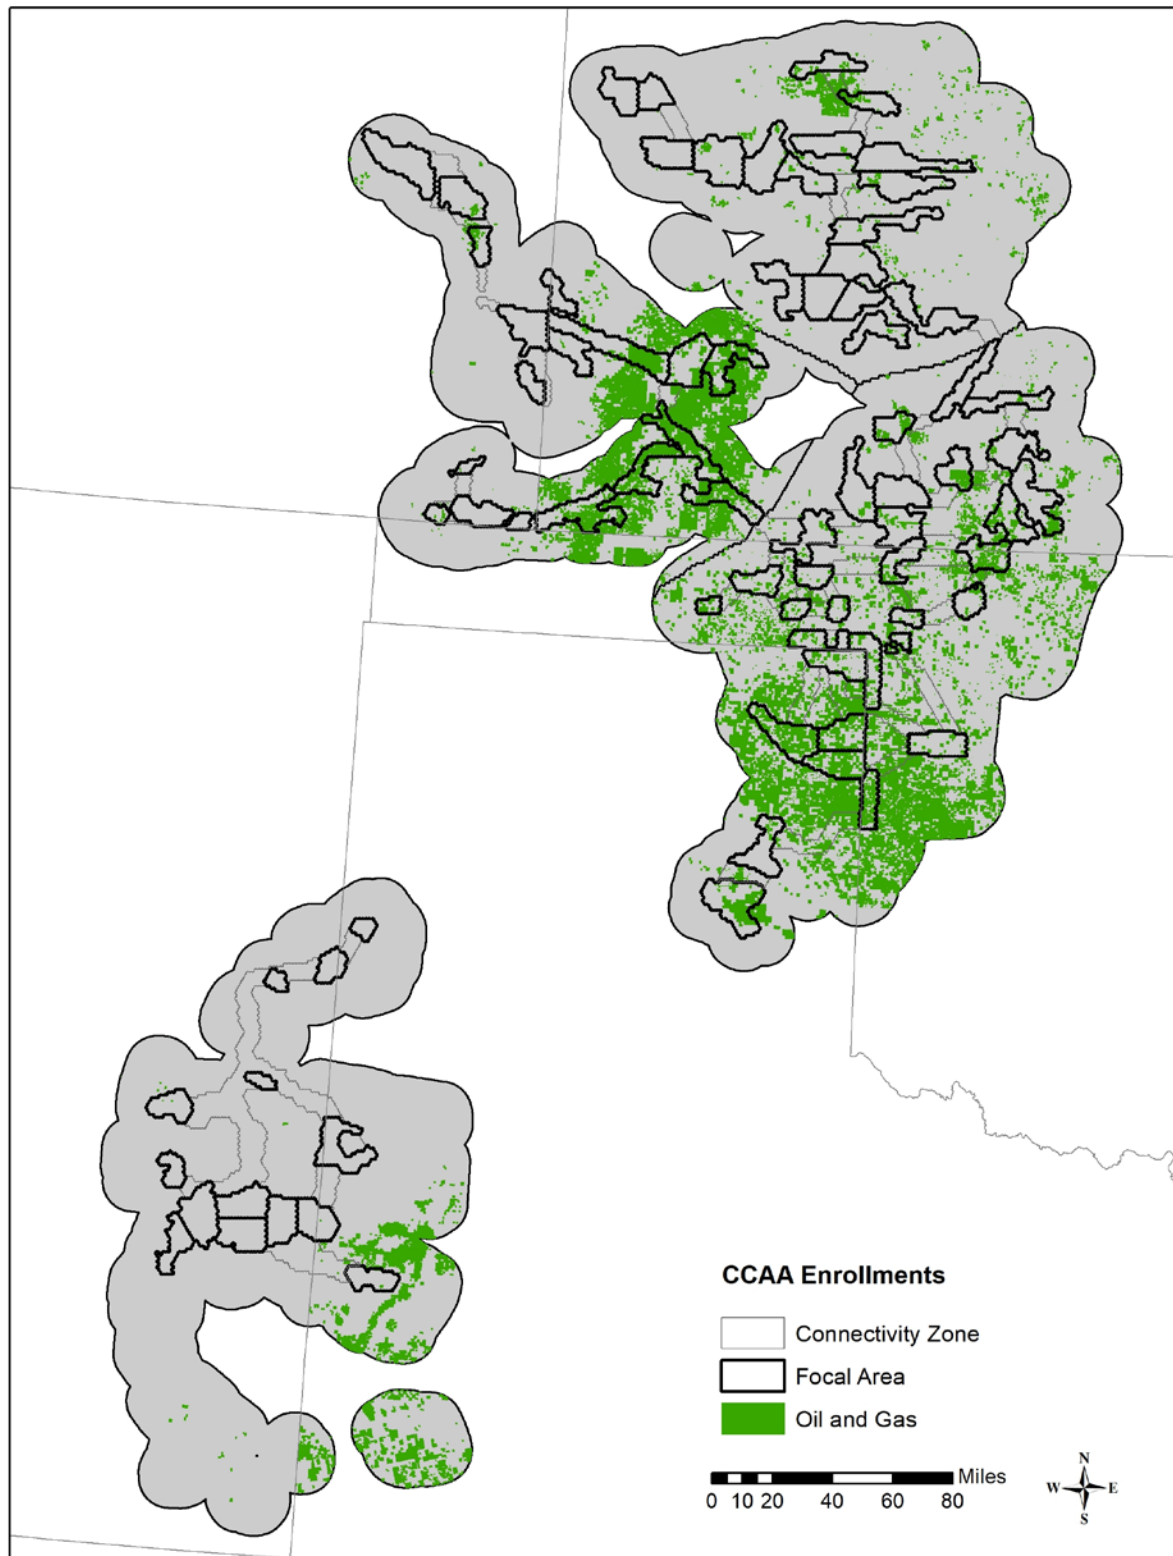 CCAA Enrollments
Connectivity Zone
Focal Area
Oil and Gas
Miles
0 10 20 40 60 80
N
W E
S